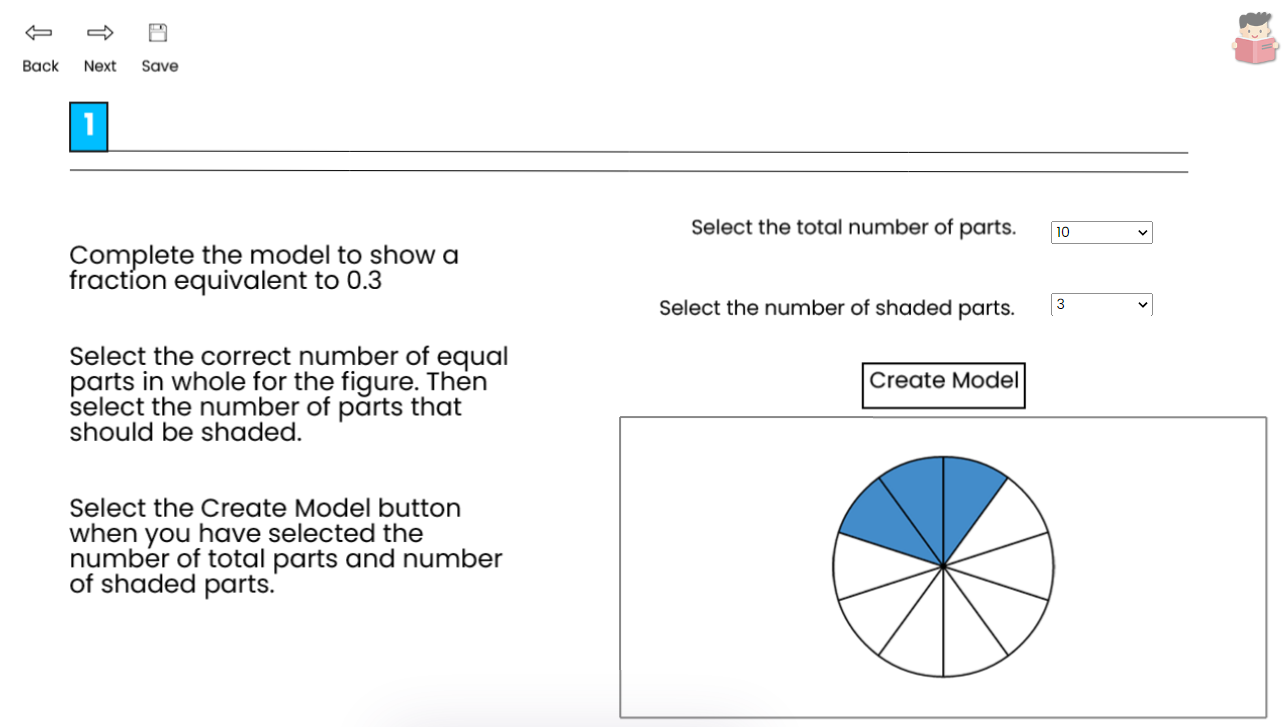 Back Next Save
1
Select the total number of parts. 10
Complete the model to show a
fraction equivalent to 0.3
Select the number of shaded parts. 3
Select the correct number of equal
parts in whole for the figure. Then
select the number of parts that
should be shaded.
Create Model
Select the Create Model button
when you have selected the
number of total parts and number
of shaded parts.